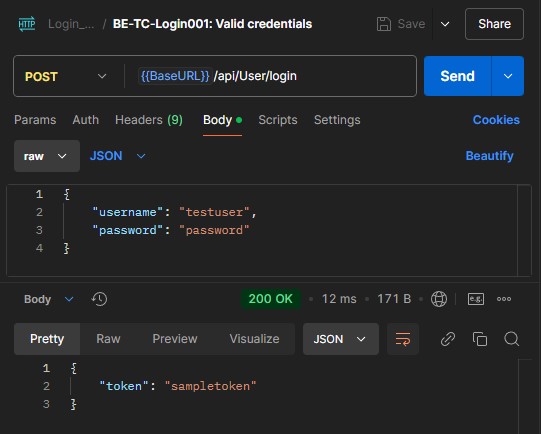 HTTP Login_... / BE-TC-Login001: Valid credentials Save Share
POST {{BaseURL}} /api/User/login Send
Params Auth Headers (9) Body Scripts Settings Cookies
raw JSON Beautify
1 {
2 "username": "testuser",
3 "password": "password"
4 }
Body 200 OK • 12 ms • 171 B e.g.
Pretty Raw Preview Visualize JSON
1 {
2 "token": "sampletoken"
3 }